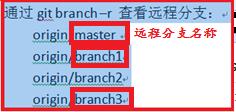 通过 git branch–r 查看远程分支:
origin/master 远程分支名称
origin/branch1
origin/branch2
origin/branch3